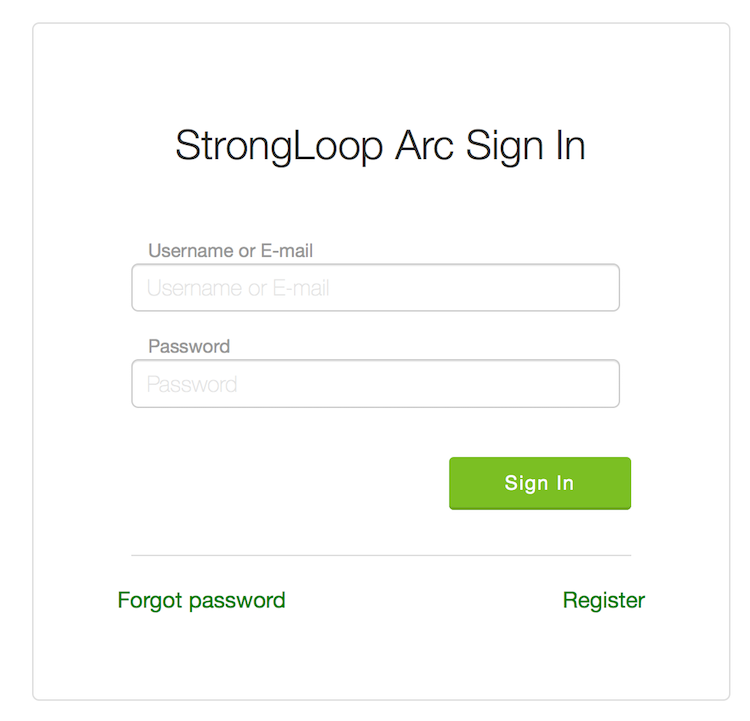 StrongLoop Arc Sign In
Username or E-mail
Username or E-mail
Password
Password
Sign In
Forgot password Register